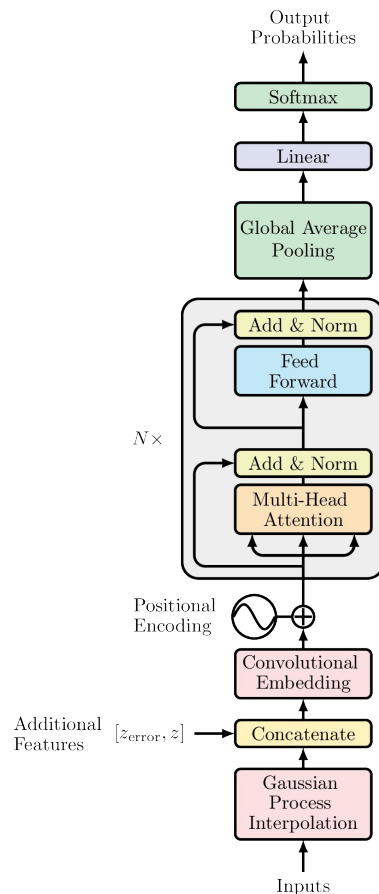 Output
Probabilities
Softmax
Linear
Global Average
Pooling
Add & Norm
Feed
Forward
N×
Add & Norm
Multi-Head
Attention
Positional
Encoding
Convolutional
Embedding
Additional
Features
[z_error, z]
Concatenate
Gaussian
Process
Interpolation
Inputs